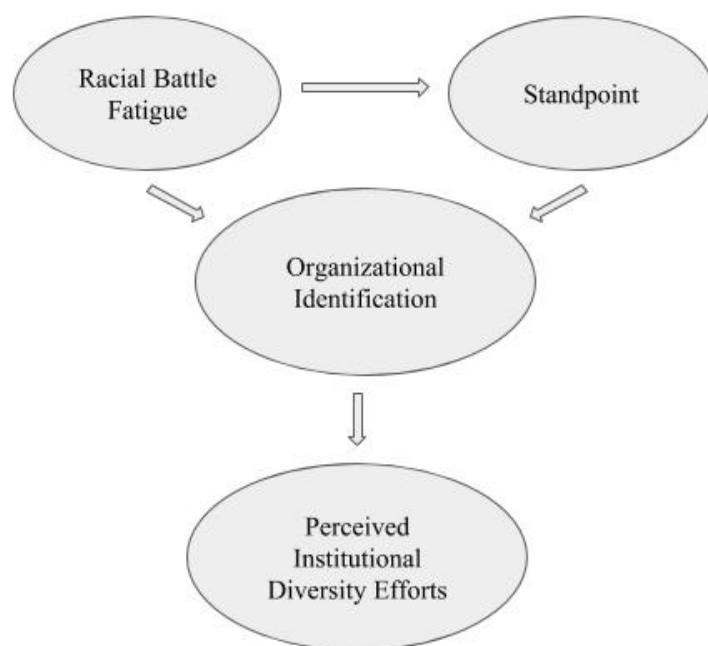 Racial Battle
Fatigue
Standpoint
Organizational
Identification
Perceived
Institutional
Diversity Efforts